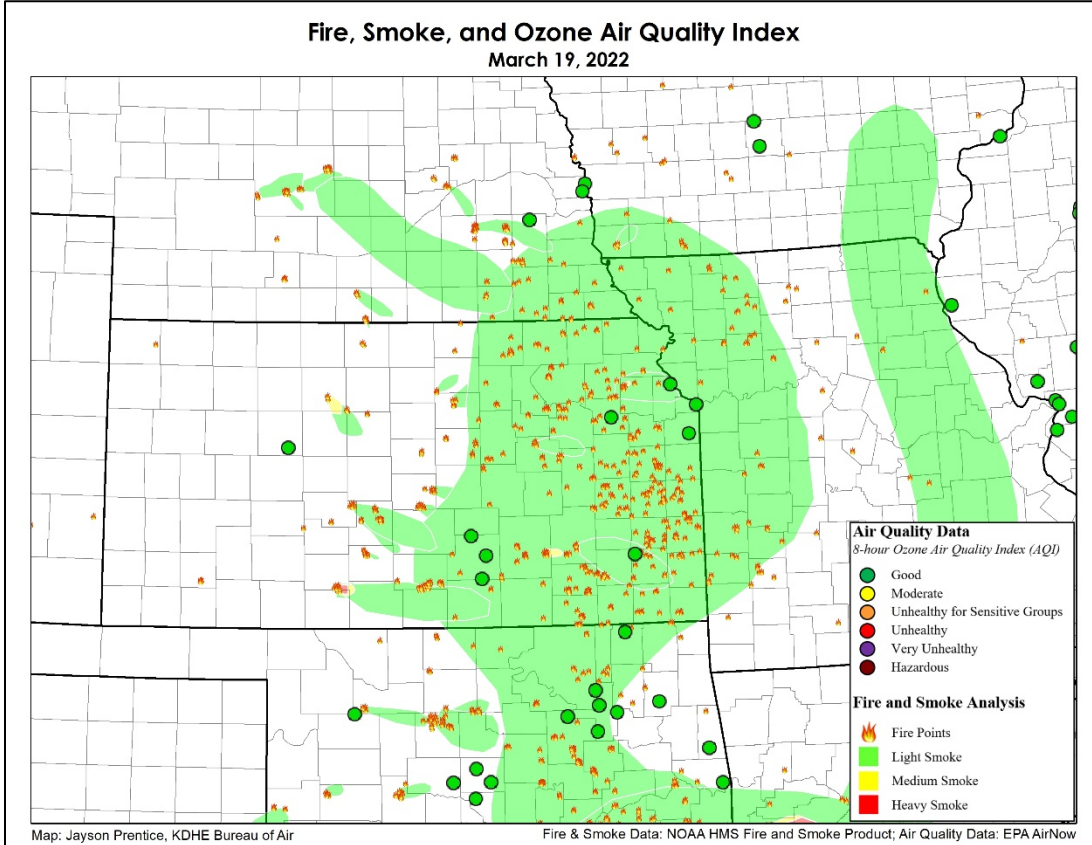 Fire, Smoke, and Ozone Air Quality Index
March 19, 2022
Air Quality Data
8-hour Ozone Air Quality Index (AQI)
Good
Moderate
Unhealthy for Sensitive Groups
Unhealthy
Very Unhealthy
Hazardous
Fire and Smoke Analysis
Fire Points
Light Smoke
Medium Smoke
Heavy Smoke
Map: Jayson Prentice, KDHE Bureau of Air
Fire & Smoke Data: NOAA HMS Fire and Smoke Product; Air Quality Data: EPA AirNow